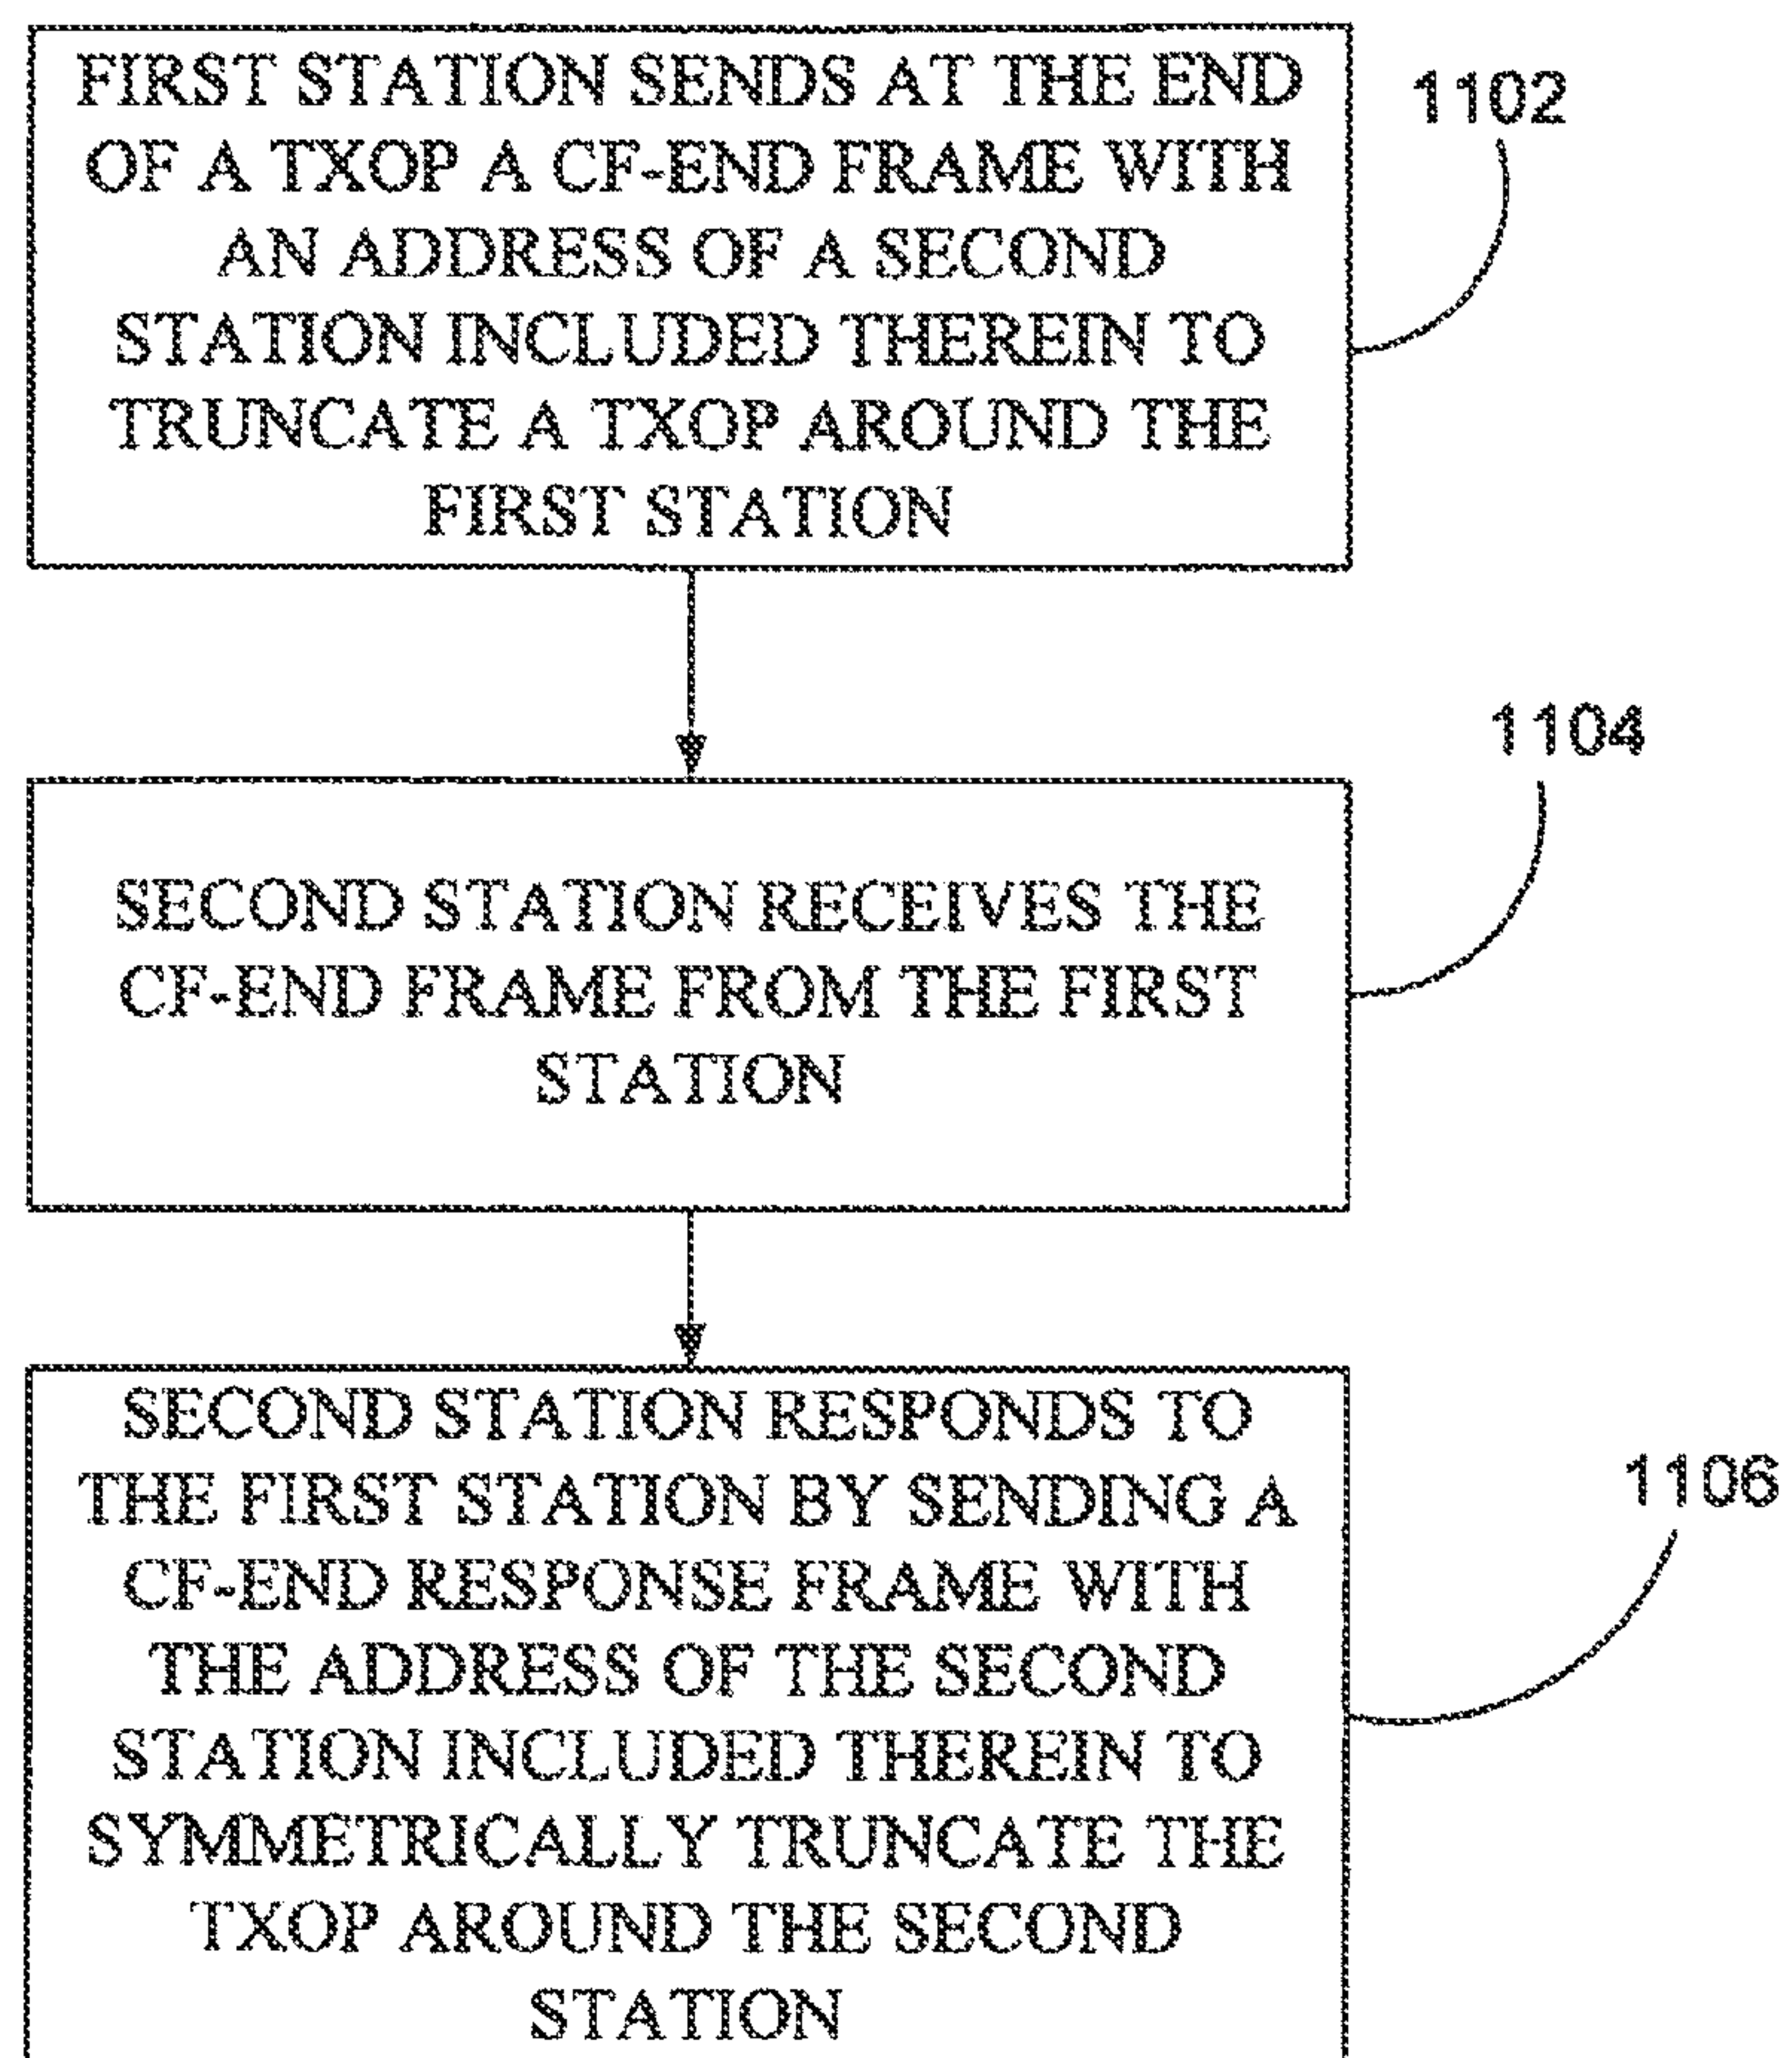 FIRST STATION SENDS AT THE END
OF A TXOP A CF-END FRAME WITH
AN ADDRESS OF A SECOND
STATION INCLUDED THEREIN TO
TRUNCATE A TXOP AROUND THE
FIRST STATION
1102
SECOND STATION RECEIVES THE
CF-END FRAME FROM THE FIRST
STATION
1104
SECOND STATION RESPONDS TO
THE FIRST STATION BY SENDING A
CF-END RESPONSE FRAME WITH
THE ADDRESS OF THE SECOND
STATION INCLUDED THEREIN TO
SYMMETRICALLY TRUNCATE THE
TXOP AROUND THE SECOND
STATION
1106